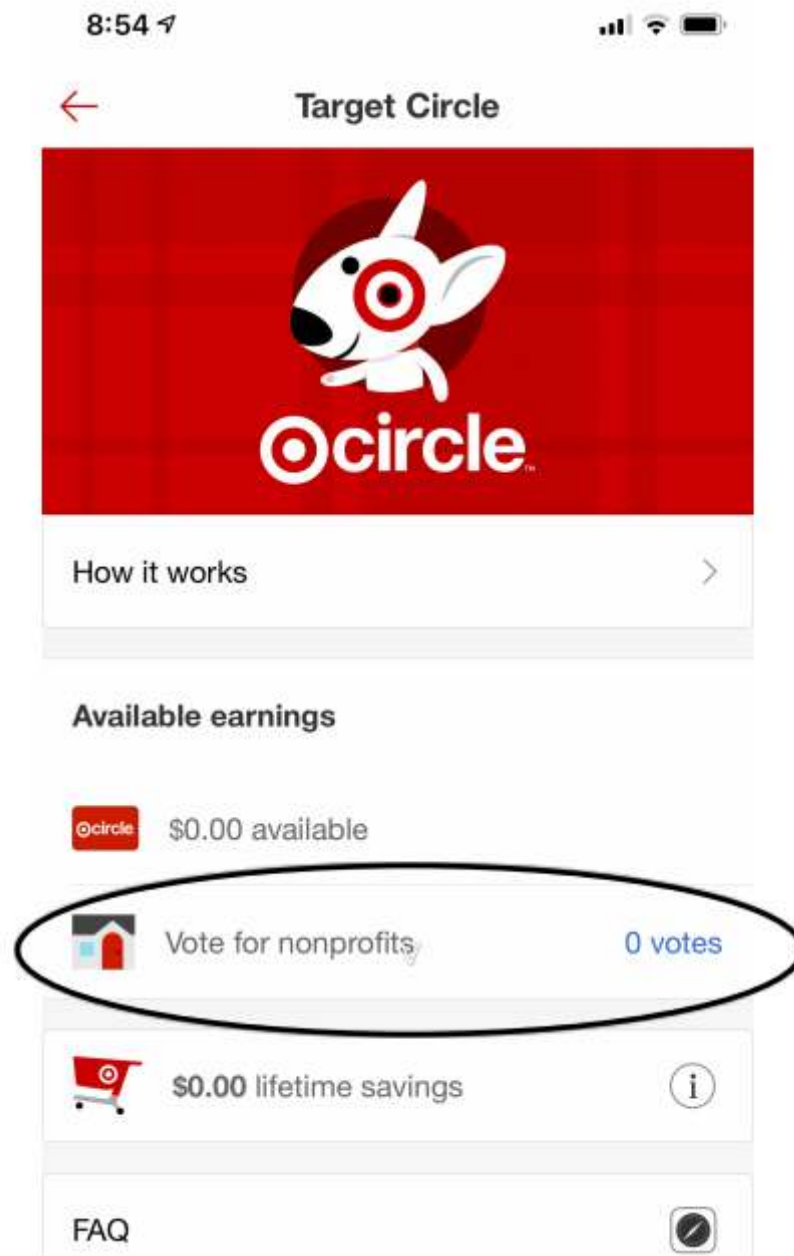 8:54
Target Circle
circle™
How it works
Available earnings
circle
$0.00 available
Vote for nonprofits
0 votes
$0.00 lifetime savings
i
FAQ